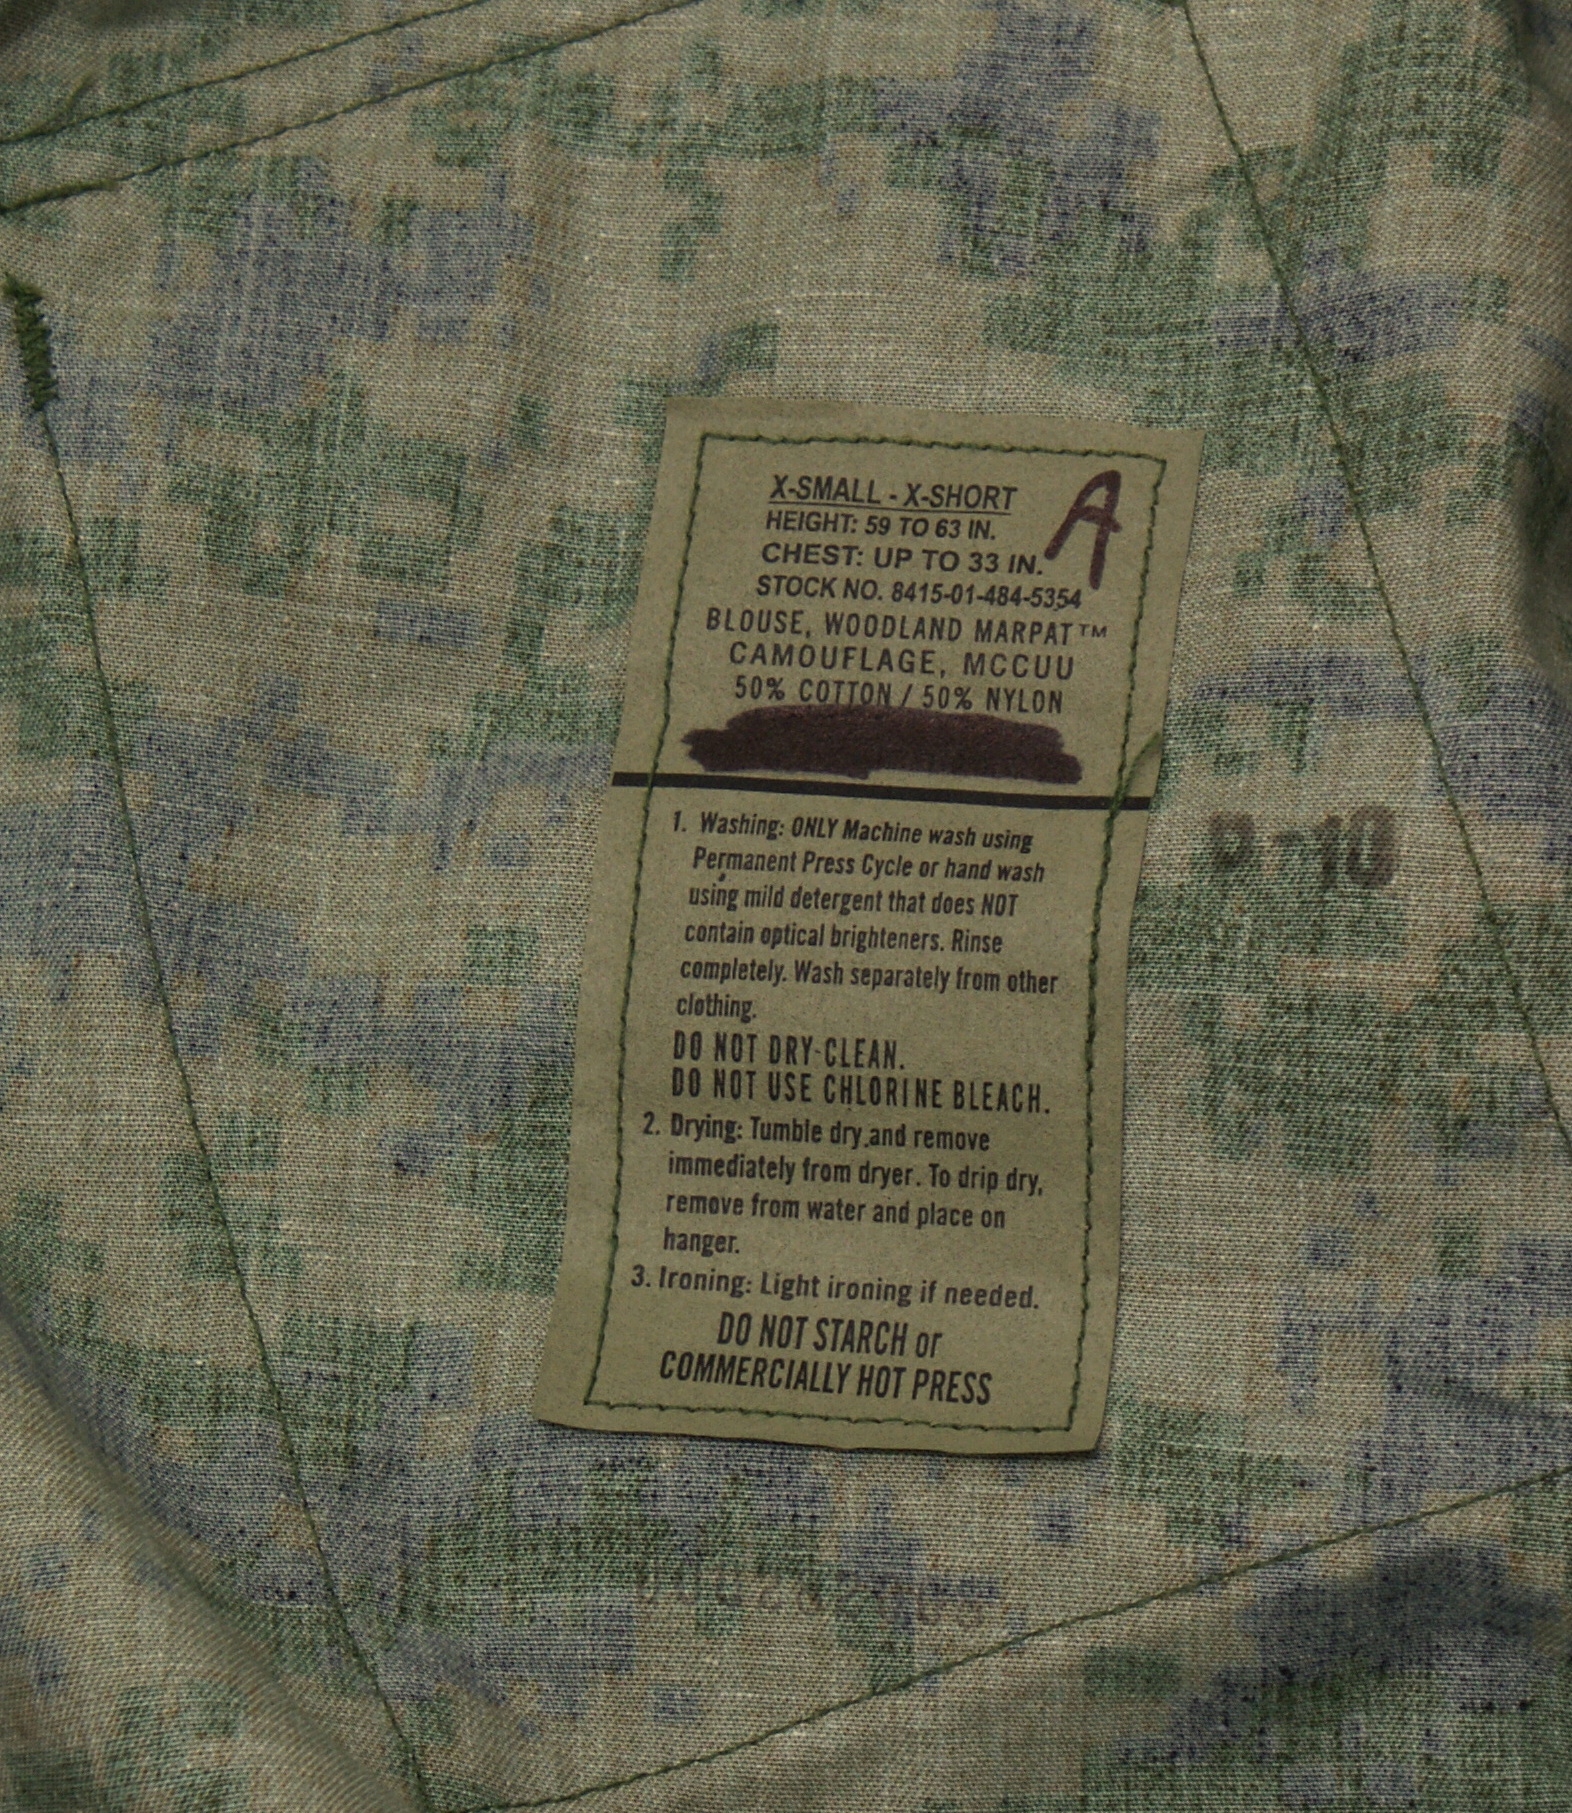 X-SMALL - X-SHORT
A
HEIGHT: 59 TO 63 IN.
CHEST: UP TO 33 IN.
STOCK NO. 8415-01-484-5354
BLOUSE, WOODLAND MARPAT™
CAMOUFLAGE, MCCUU
50% COTTON / 50% NYLON
1. Washing: ONLY Machine wash using
Permanent Press Cycle or hand wash
using mild detergent that does NOT
contain optical brighteners. Rinse
completely. Wash separately from other
clothing.
DO NOT DRY-CLEAN.
DO NOT USE CHLORINE BLEACH.
2. Drying: Tumble dry and remove
immediately from dryer. To drip dry,
remove from water and place on
hanger.
3. Ironing: Light ironing if needed.
DO NOT STARCH or
COMMERCIALLY HOT PRESS